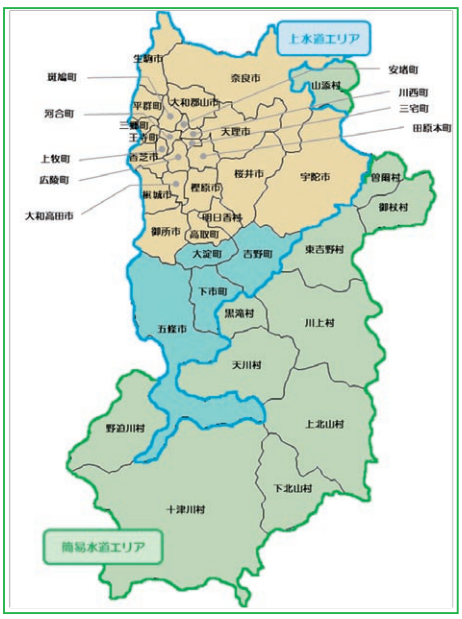 上水道エリア
生駒市
斑鳩町
奈良市
安堵町
山添村
川西町
平群町
大和郡山市
河合町
三宅町
三郷町
天理市
王寺町
田原本町
上牧町
香芝市
広陵町
桜井市
宇陀市
曽爾村
葛城市
橿原市
御杖村
大和高田市
明日香村
御所市
高取町
東吉野村
大淀町
吉野町
下市町
黒滝村
五條市
川上村
天川村
野迫川村
上北山村
下北山村
十津川村
簡易水道エリア